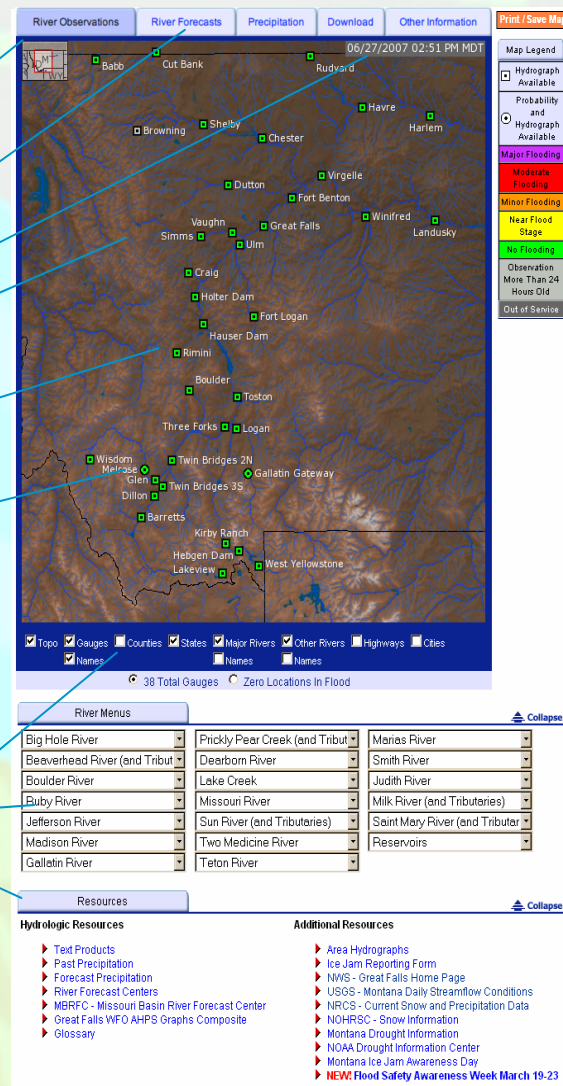 River Observations River Forecasts Precipitation Download Other Information
Print / Save Map
06/27/2007 02:51 PM MDT
Babb
Cut Bank
Rudyard
Havre
Harlem
Browning
Shelby
Chester
Virgelle
Dutton
Fort Benton
Winifred
Landusky
Vaughn
Great Falls
Simms
Ulm
Craig
Holter Dam
Fort Logan
Hauser Dam
Rimini
Boulder
Toston
Three Forks
Logan
Wisdom
Twin Bridges 2N
Melrose
Gallatin Gateway
Glen
Twin Bridges 3S
Dillon
Barretts
Kirby Ranch
Hebgen Dam
West Yellowstone
Lakeview
Map Legend
Hydrograph
Available
Probability
and
Hydrograph
Available
Major Flooding
Moderate
Flooding
Minor Flooding
Near Flood
Stage
No Flooding
Observation
More Than 24
Hours Old
Out of Service
Topo Gauges Counties States Major Rivers Other Rivers Highways Cities
Names Names Names
38 Total Gauges Zero Locations In Flood
River Menus
Collapse
Big Hole River Prickly Pear Creek (and Tribut Marias River
Beaverhead River (and Tribut Dearborn River Smith River
Boulder River Lake Creek Judith River
Ruby River Missouri River Milk River (and Tributaries)
Jefferson River Sun River (and Tributaries) Saint Mary River (and Tributar
Madison River Two Medicine River Reservoirs
Gallatin River Teton River
Resources
Collapse
Hydrologic Resources
Text Products
Past Precipitation
Forecast Precipitation
River Forecast Centers
MBRFC - Missouri Basin River Forecast Center
Great Falls WFO AHPS Graphs Composite
Glossary
Additional Resources
Area Hydrographs
Ice Jam Reporting Form
NWS - Great Falls Home Page
USGS - Montana Daily Streamflow Conditions
NRCS - Current Snow and Precipitation Data
NOHRSC - Snow Information
Montana Drought Information
NOAA Drought Information Center
Montana Ice Jam Awareness Day
NEW! Flood Safety Awareness Week March 19-23